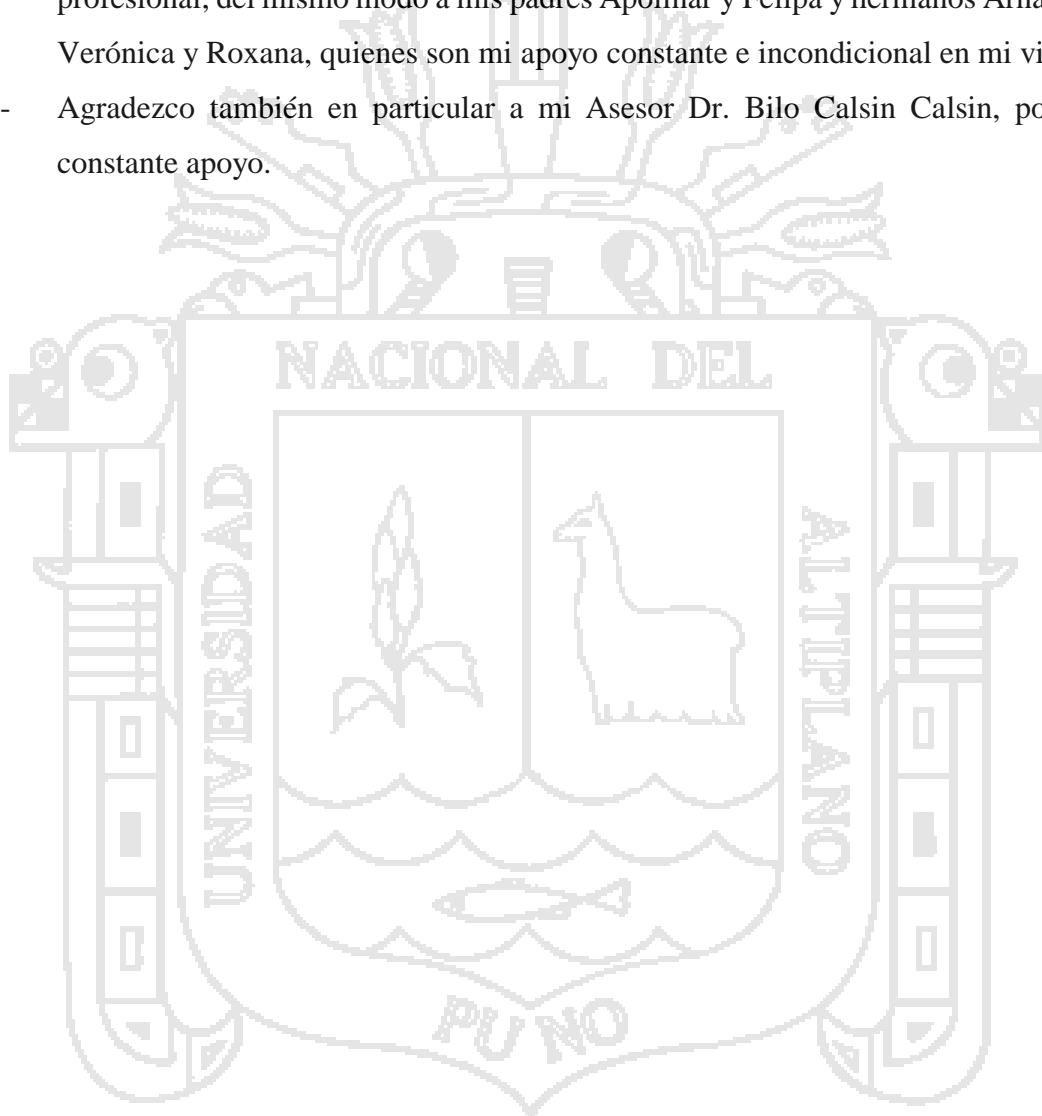 profesional, del mismo modo a mis padres Apolinar y Felipa y hermanos
Verónica y Roxana, quienes son mi apoyo constante e incondicional en mi
- Agradezco también en particular a mi Asesor Dr. Bilo Calsin Calsin,
constante apoyo.
NACIONAL DEL
UNIVERSIDAD
ALTIPLANO
PUNO